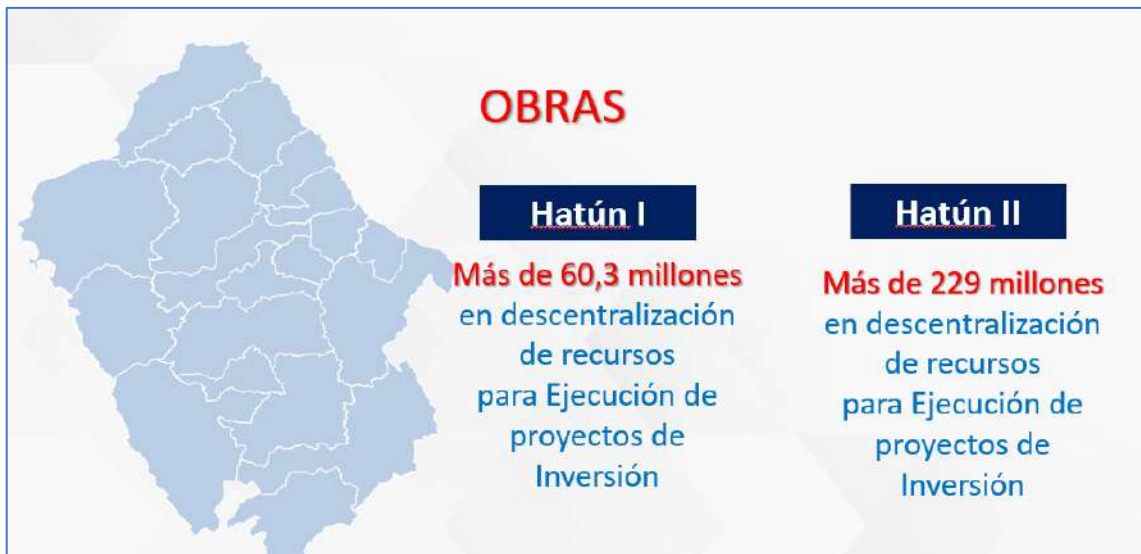 OBRAS
Hatún I
Más de 60,3 millones
en descentralización
de recursos
para Ejecución de
proyectos de
Inversión
Hatún II
Más de 229 millones
en descentralización
de recursos
para Ejecución de
proyectos de
Inversión